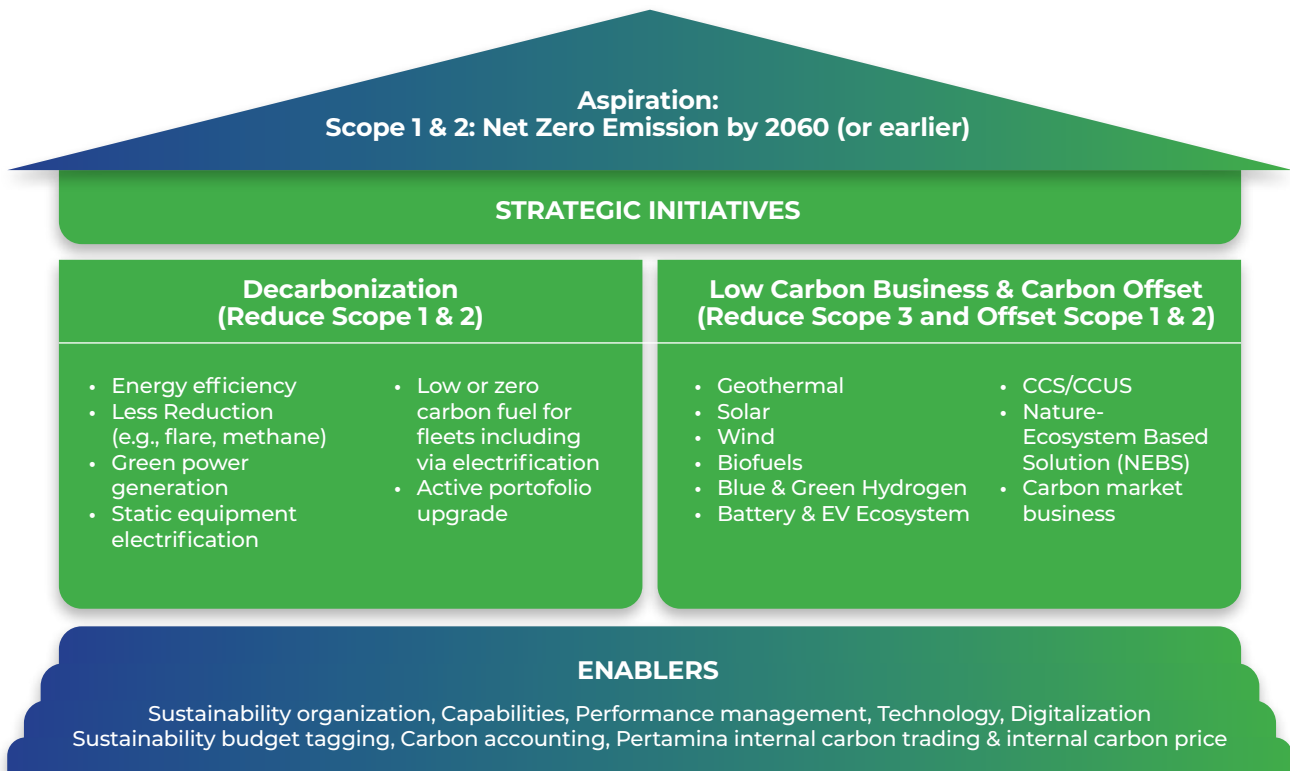 Aspiration:
Scope 1 & 2: Net Zero Emission by 2060 (or earlier)
STRATEGIC INITIATIVES
Decarbonization
(Reduce Scope 1 & 2)
• Energy efficiency
• Less Reduction
(e.g., flare, methane)
• Green power
generation
• Static equipment
electrification
• Low or zero
carbon fuel for
fleets including
via electrification
• Active portofolio
upgrade
Low Carbon Business & Carbon Offset
(Reduce Scope 3 and Offset Scope 1 & 2)
• Geothermal
• Solar
• Wind
• Biofuels
• Blue & Green Hydrogen
• Battery & EV Ecosystem
• CCS/CCUS
• Nature-
Ecosystem Based
Solution (NEBS)
• Carbon market
business
ENABLERS
Sustainability organization, Capabilities, Performance management, Technology, Digitalization
Sustainability budget tagging, Carbon accounting, Pertamina internal carbon trading & internal carbon price